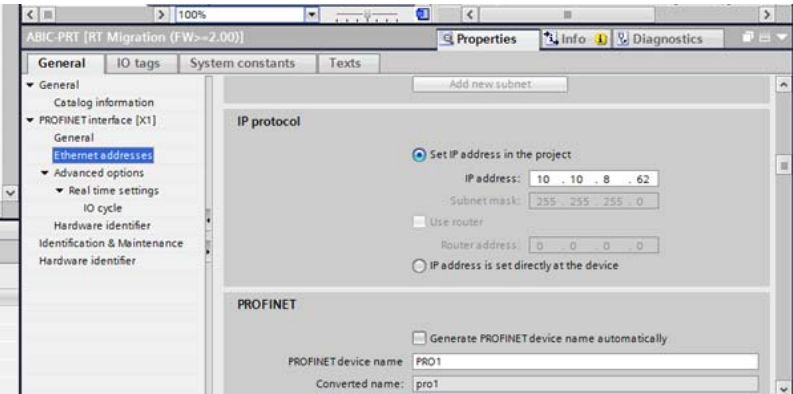 100%
ABIC-PRT [RT Migration (FW>=2.00)]
Properties
Info
Diagnostics
General
IO tags
System constants
Texts
General
Catalog information
PROFINET interface [X1]
General
Ethernet addresses
Advanced options
Real time settings
IO cycle
Hardware identifier
Identification & Maintenance
Hardware identifier
Add new subnet
IP protocol
Set IP address in the project
IP address: 10 . 10 . 8 . 62
Subnet mask: 255 . 255 . 255 . 0
Use router
Router address: 0 . 0 . 0 . 0
IP address is set directly at the device
PROFINET
Generate PROFINET device name automatically
PROFINET device name PRO1
Converted name: pro1